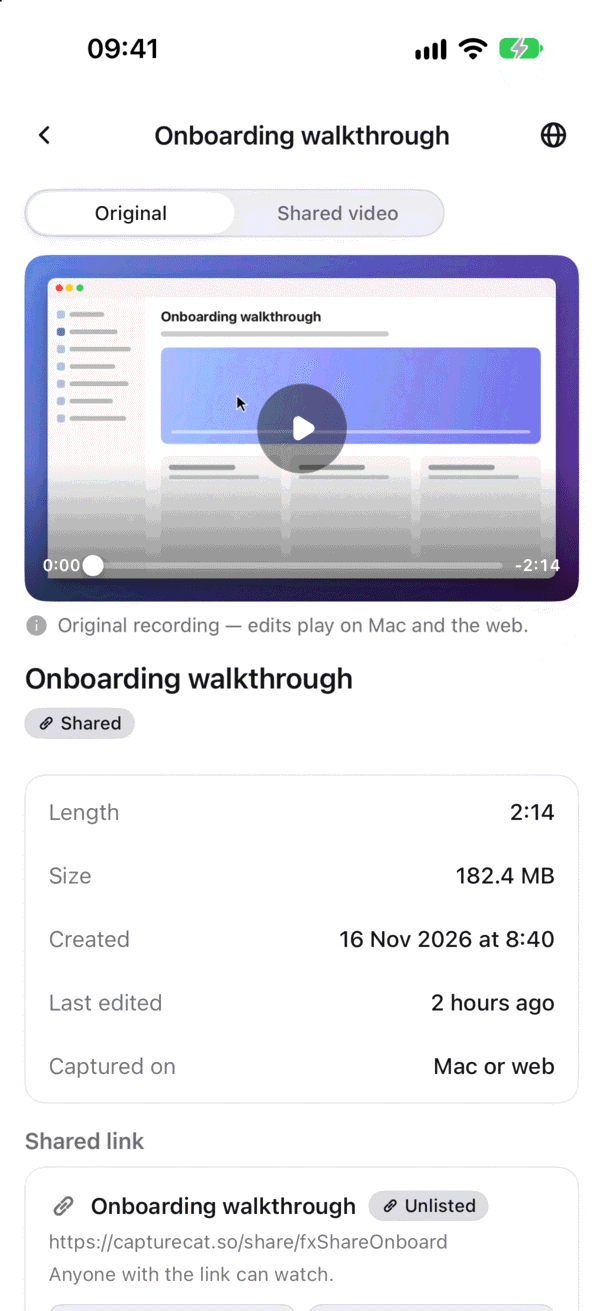 09:41
Onboarding walkthrough
Original Shared video
Onboarding walkthrough
0:00 -2:14
Original recording — edits play on Mac and the web.
Onboarding walkthrough
Shared
Length 2:14
Size 182.4 MB
Created 16 Nov 2026 at 8:40
Last edited 2 hours ago
Captured on Mac or web
Shared link
Onboarding walkthrough Unlisted
https://capturecat.so/share/fxShareOnboard
Anyone with the link can watch.